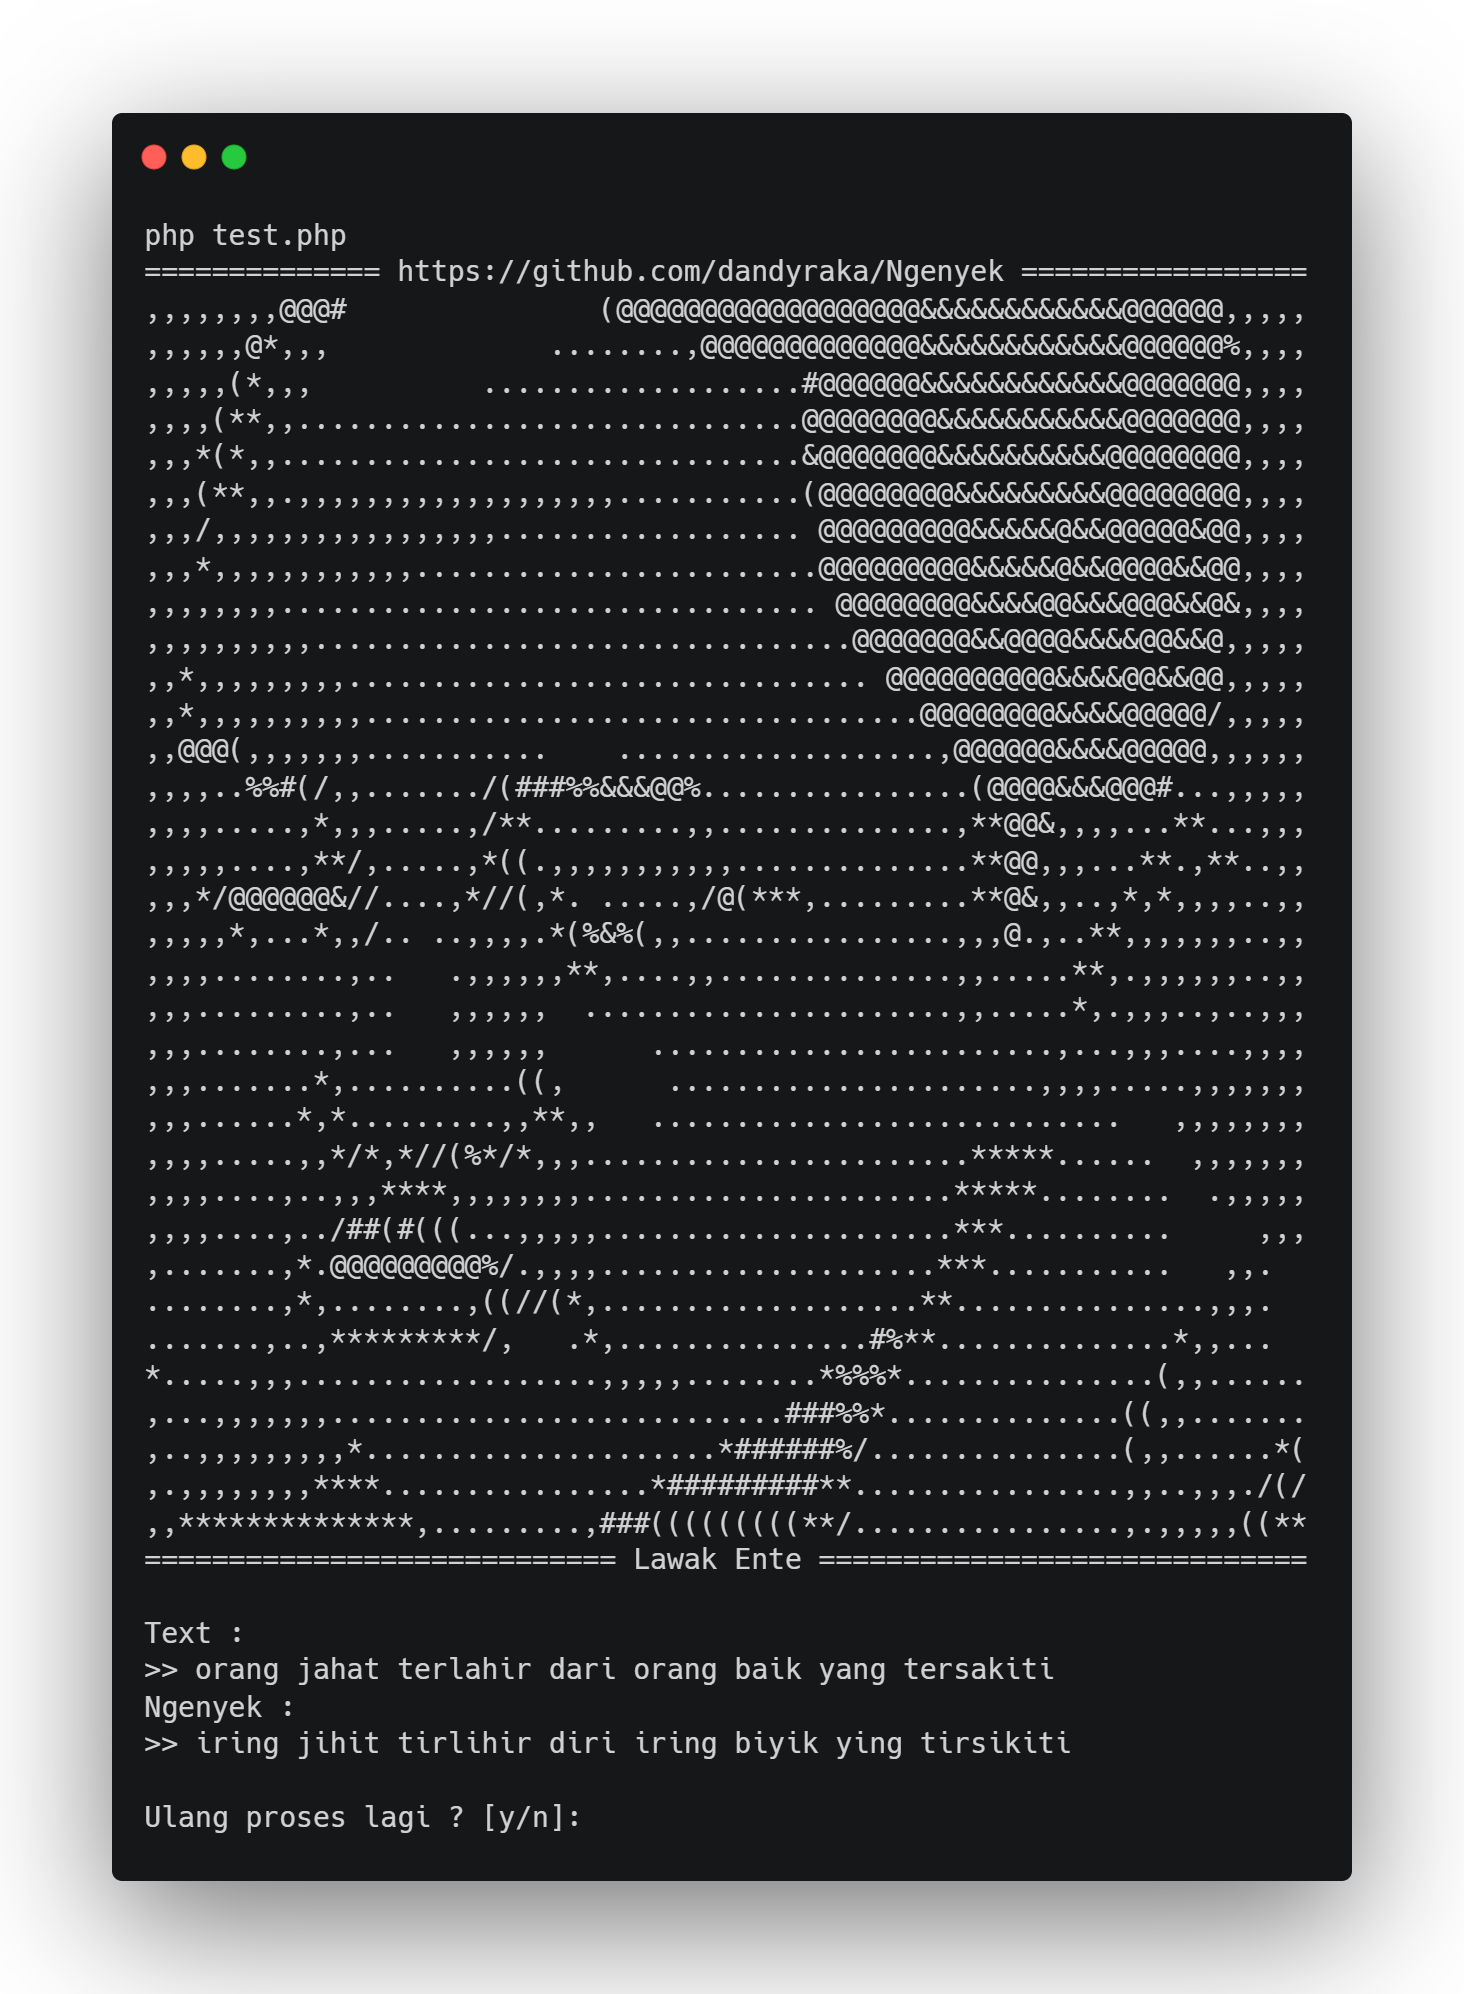 php test.php
============== https://github.com/dandyraka/Ngenyek =================
============================ Lawak Ente =============================
Text :
>> orang jahat terlahir dari orang baik yang tersakiti
Ngenyek :
>> iring jihit tirlihir diri iring biyik ying tirsikiti
Ulang proses lagi ? [y/n]: